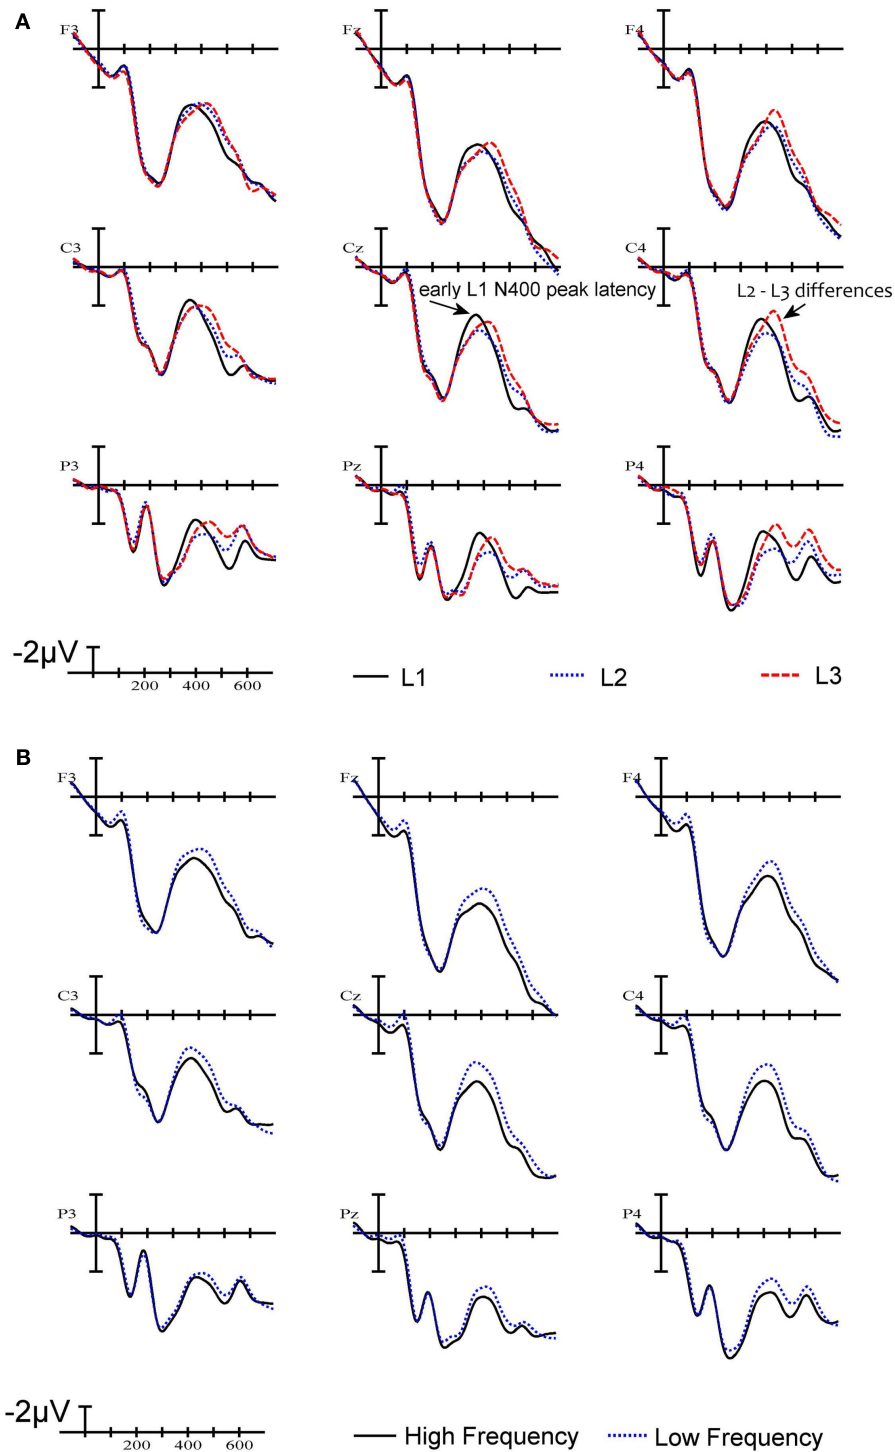 A
F3 Fz F4
C3 Cz C4
early L1 N400 peak latency L2 - L3 differences
P3 Pz P4
-2µV
200 400 600
L1 L2 L3
B
F3 Fz F4
C3 Cz C4
P3 Pz P4
-2µV
200 400 600
High Frequency Low Frequency